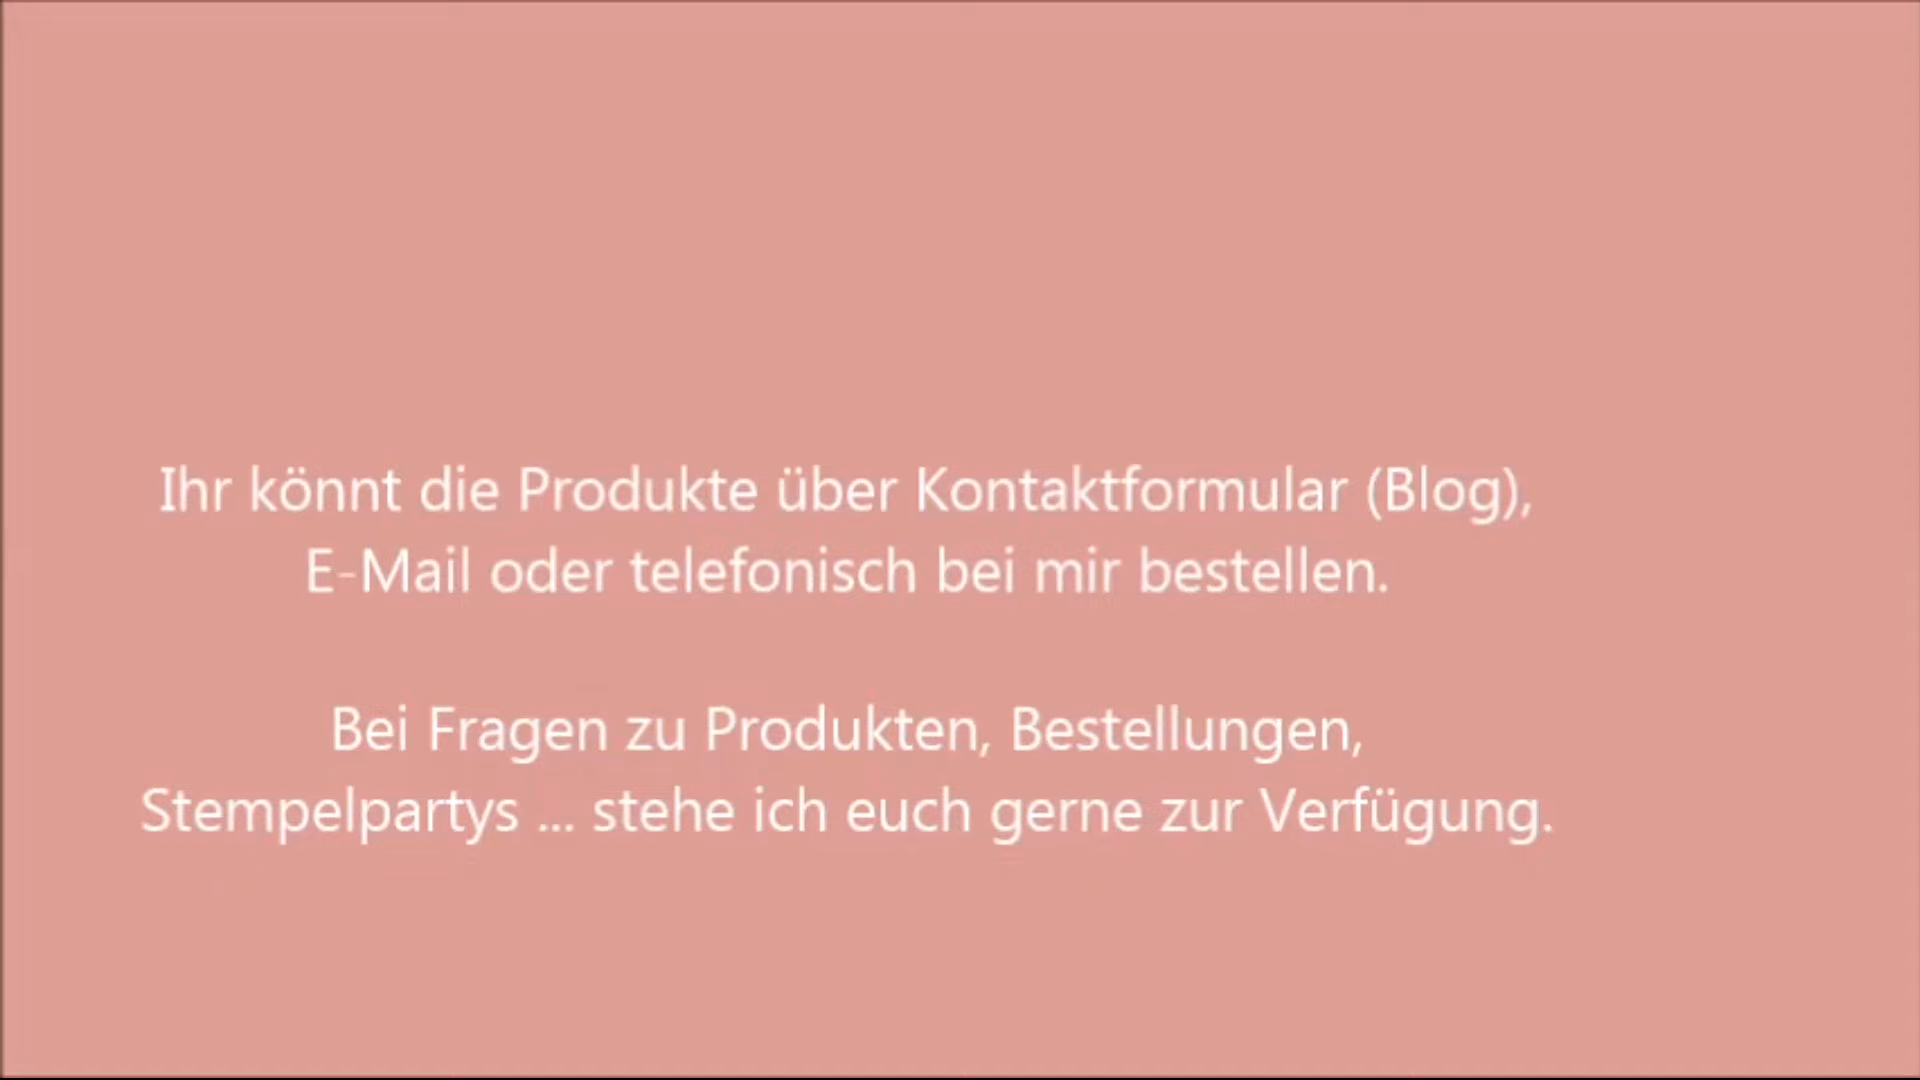 Ihr könnt die Produkte über Kontaktformular (Blog),
E-Mail oder telefonisch bei mir bestellen.
Bei Fragen zu Produkten, Bestellungen,
Stempelpartys ... stehe ich euch gerne zur Verfügung.